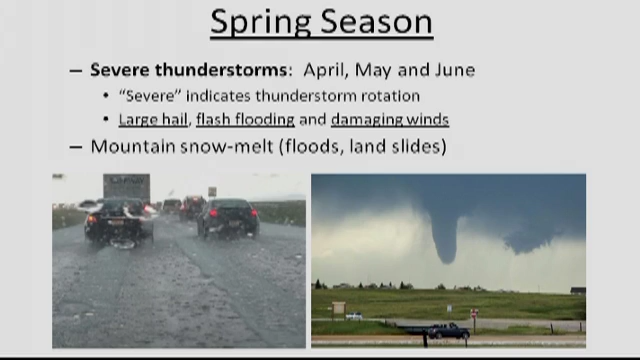 Spring Season
– Severe thunderstorms: April, May and June
• "Severe" indicates thunderstorm rotation
• Large hail, flash flooding and damaging winds
– Mountain snow-melt (floods, land slides)